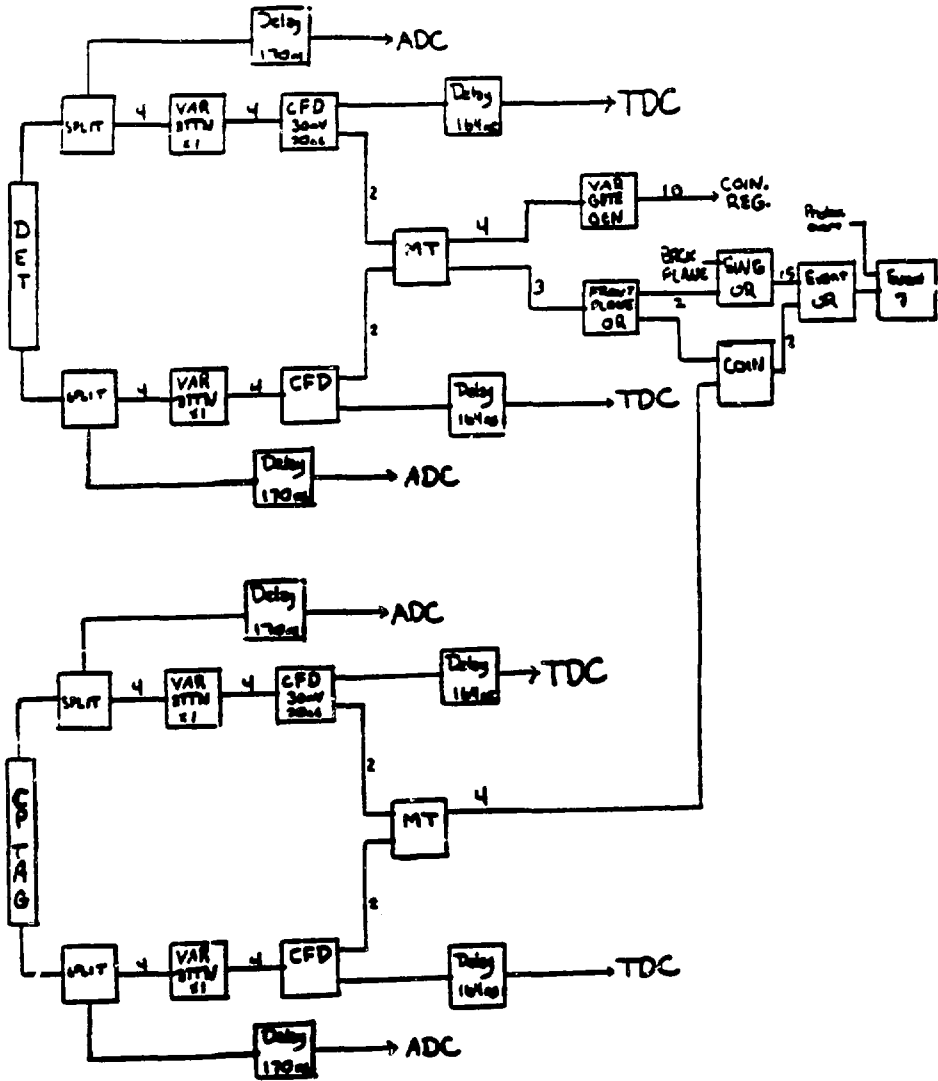 Delay
170ns
ADC
SPLIT
4
VAR
ATTN
x1
4
CFD
30mV
20ns
Delay
164ns
TDC
DET
2
MT
4
VAR
GATE
GEN
10
COIN.
REG.
3
FRONT
PLANE
OR
2
BACK
PLANE
SING
OR
15
EVENT
OR
EVENT
7
2
COIN
2
SPLIT
4
VAR
ATTN
x1
4
CFD
Delay
164ns
TDC
Delay
170ns
ADC
Delay
170ns
ADC
SPLIT
4
VAR
ATTN
x1
4
CFD
30mV
20ns
Delay
164ns
TDC
CP TAG
2
MT
4
2
SPLIT
4
VAR
ATTN
x1
4
CFD
Delay
164ns
TDC
Delay
170ns
ADC